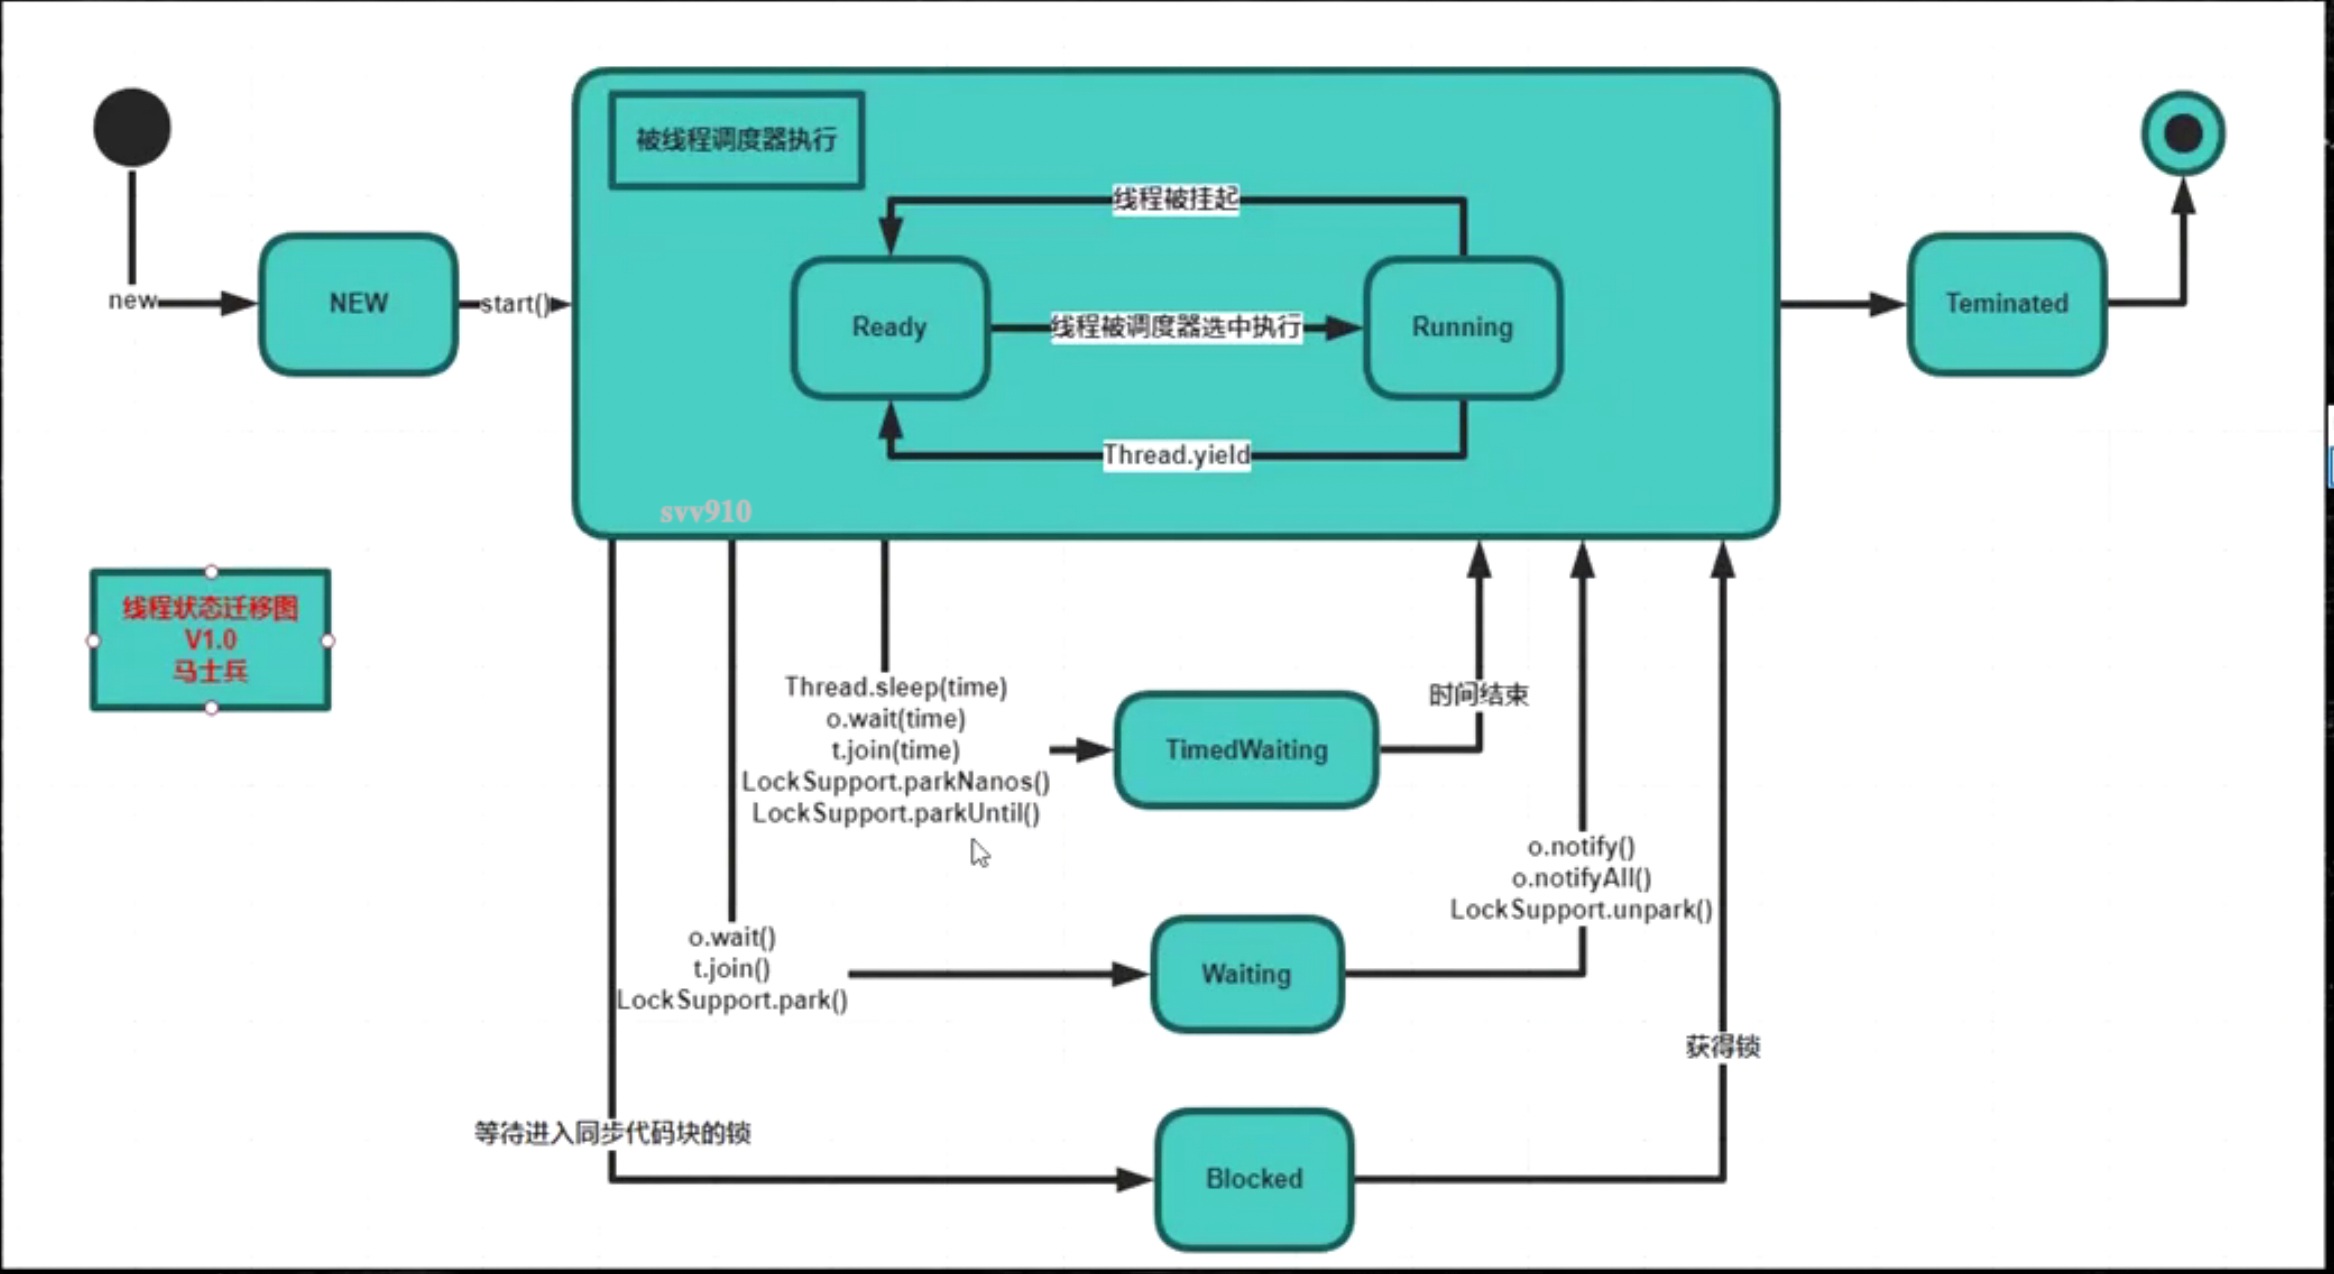 被线程调度器执行
线程被挂起
new
NEW
start()
Ready
线程被调度器选中执行
Running
Teminated
Thread.yield
svv910
线程状态迁移图
V1.0
马士兵
Thread.sleep(time)
o.wait(time)
t.join(time)
LockSupport.parkNanos()
LockSupport.parkUntil()
TimedWaiting
时间结束
o.notify()
o.notifyAll()
LockSupport.unpark()
o.wait()
t.join()
LockSupport.park()
Waiting
获得锁
等待进入同步代码块的锁
Blocked